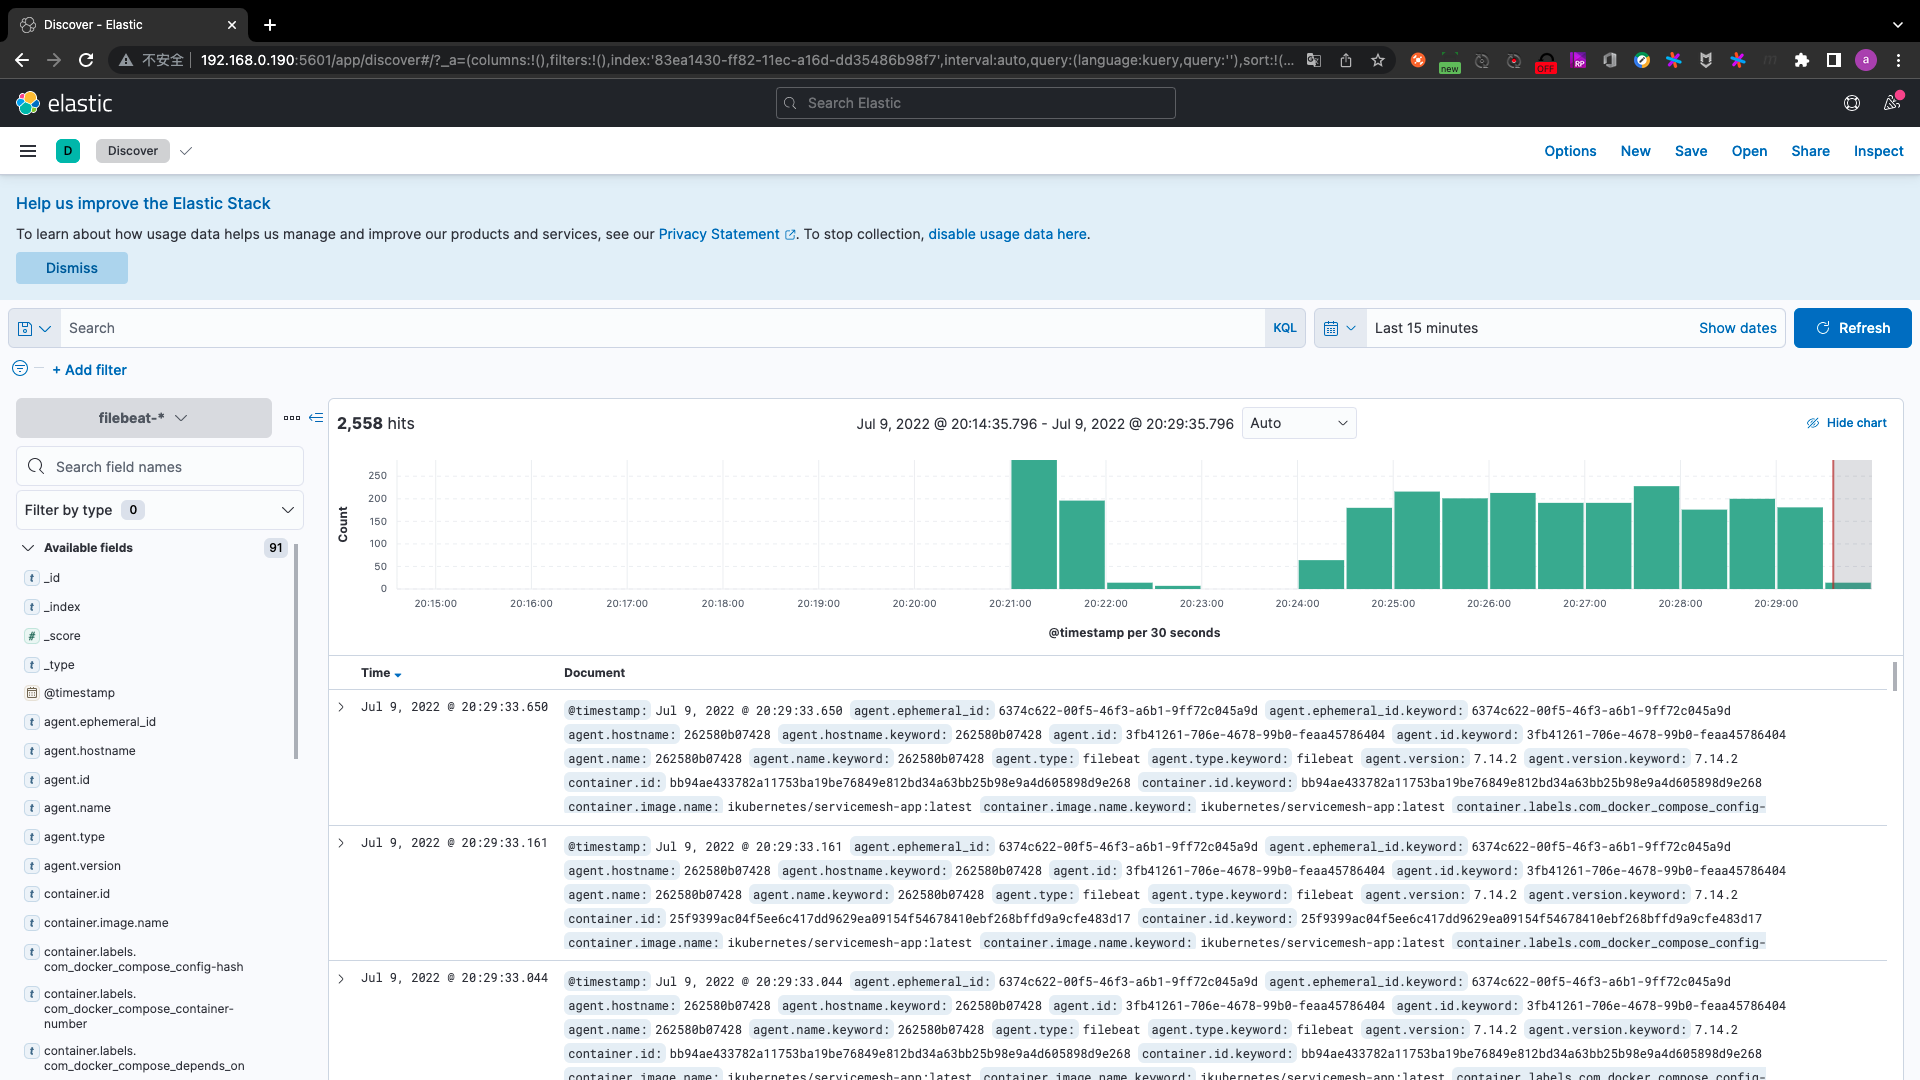 Discover - Elastic
不安全 192.168.0.190:5601/app/discover#/?_a=(columns:!(),filters:!(),index:'83ea1430-ff82-11ec-a16d-dd35486b98f7',interval:auto,query:(language:kuery,query:''),sort:!(...
new
OFF
RP
a
elastic
Search Elastic
D Discover
Options New Save Open Share Inspect
Help us improve the Elastic Stack
To learn about how usage data helps us manage and improve our products and services, see our Privacy Statement. To stop collection, disable usage data here.
Dismiss
Search KQL Last 15 minutes Show dates Refresh
+ Add filter
filebeat-*
Search field names
Filter by type 0
Available fields 91
t _id
t _index
# _score
t _type
@timestamp
t agent.ephemeral_id
t agent.hostname
t agent.id
t agent.name
t agent.type
t agent.version
t container.id
t container.image.name
t container.labels.
com_docker_compose_config-hash
t container.labels.
com_docker_compose_container-
number
t container.labels.
com_docker_compose_depends_on
2,558 hits
Jul 9, 2022 @ 20:14:35.796 - Jul 9, 2022 @ 20:29:35.796 Auto
Hide chart
Count
250
200
150
100
50
0
20:15:00 20:16:00 20:17:00 20:18:00 20:19:00 20:20:00 20:21:00 20:22:00 20:23:00 20:24:00 20:25:00 20:26:00 20:27:00 20:28:00 20:29:00
@timestamp per 30 seconds
Time Document
Jul 9, 2022 @ 20:29:33.650 @timestamp: Jul 9, 2022 @ 20:29:33.650 agent.ephemeral_id: 6374c622-00f5-46f3-a6b1-9ff72c045a9d agent.ephemeral_id.keyword: 6374c622-00f5-46f3-a6b1-9ff72c045a9d
agent.hostname: 262580b07428 agent.hostname.keyword: 262580b07428 agent.id: 3fb41261-706e-4678-99b0-feaa45786404 agent.id.keyword: 3fb41261-706e-4678-99b0-feaa45786404
agent.name: 262580b07428 agent.name.keyword: 262580b07428 agent.type: filebeat agent.type.keyword: filebeat agent.version: 7.14.2 agent.version.keyword: 7.14.2
container.id: bb94ae433782a11753ba19be76849e812bd34a63bb25b98e9a4d605898d9e268 container.id.keyword: bb94ae433782a11753ba19be76849e812bd34a63bb25b98e9a4d605898d9e268
container.image.name: ikubernetes/servicemesh-app:latest container.image.name.keyword: ikubernetes/servicemesh-app:latest container.labels.com_docker_compose_config-
Jul 9, 2022 @ 20:29:33.161 @timestamp: Jul 9, 2022 @ 20:29:33.161 agent.ephemeral_id: 6374c622-00f5-46f3-a6b1-9ff72c045a9d agent.ephemeral_id.keyword: 6374c622-00f5-46f3-a6b1-9ff72c045a9d
agent.hostname: 262580b07428 agent.hostname.keyword: 262580b07428 agent.id: 3fb41261-706e-4678-99b0-feaa45786404 agent.id.keyword: 3fb41261-706e-4678-99b0-feaa45786404
agent.name: 262580b07428 agent.name.keyword: 262580b07428 agent.type: filebeat agent.type.keyword: filebeat agent.version: 7.14.2 agent.version.keyword: 7.14.2
container.id: 25f9399ac04f5ee6c417dd9629ea09154f54678410ebf268bffd9a9cfe483d17 container.id.keyword: 25f9399ac04f5ee6c417dd9629ea09154f54678410ebf268bffd9a9cfe483d17
container.image.name: ikubernetes/servicemesh-app:latest container.image.name.keyword: ikubernetes/servicemesh-app:latest container.labels.com_docker_compose_config-
Jul 9, 2022 @ 20:29:33.044 @timestamp: Jul 9, 2022 @ 20:29:33.044 agent.ephemeral_id: 6374c622-00f5-46f3-a6b1-9ff72c045a9d agent.ephemeral_id.keyword: 6374c622-00f5-46f3-a6b1-9ff72c045a9d
agent.hostname: 262580b07428 agent.hostname.keyword: 262580b07428 agent.id: 3fb41261-706e-4678-99b0-feaa45786404 agent.id.keyword: 3fb41261-706e-4678-99b0-feaa45786404
agent.name: 262580b07428 agent.name.keyword: 262580b07428 agent.type: filebeat agent.type.keyword: filebeat agent.version: 7.14.2 agent.version.keyword: 7.14.2
container.id: bb94ae433782a11753ba19be76849e812bd34a63bb25b98e9a4d605898d9e268 container.id.keyword: bb94ae433782a11753ba19be76849e812bd34a63bb25b98e9a4d605898d9e268
container.image.name: ikubernetes/servicemesh-app:latest container.image.name.keyword: ikubernetes/servicemesh-app:latest container.labels.com_docker_compose_config-